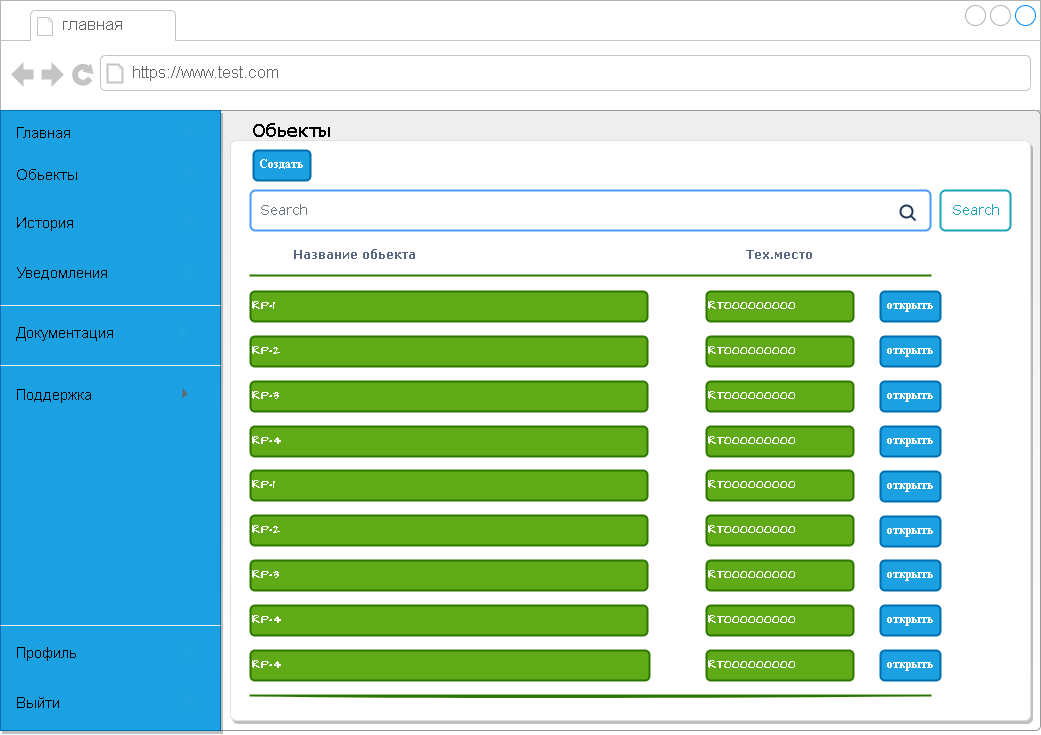 главная
https://www.test.com
Главная
Обьекты
История
Уведомления
Документация
Поддержка
Профиль
Выйти
Обьекты
Создать
Search Search
Название обьекта Тех.место
RP-1 RT000000000 открыть
RP-2 RT000000000 открыть
RP-3 RT000000000 открыть
RP-4 RT000000000 открыть
RP-1 RT000000000 открыть
RP-2 RT000000000 открыть
RP-3 RT000000000 открыть
RP-4 RT000000000 открыть
RP-4 RT000000000 открыть